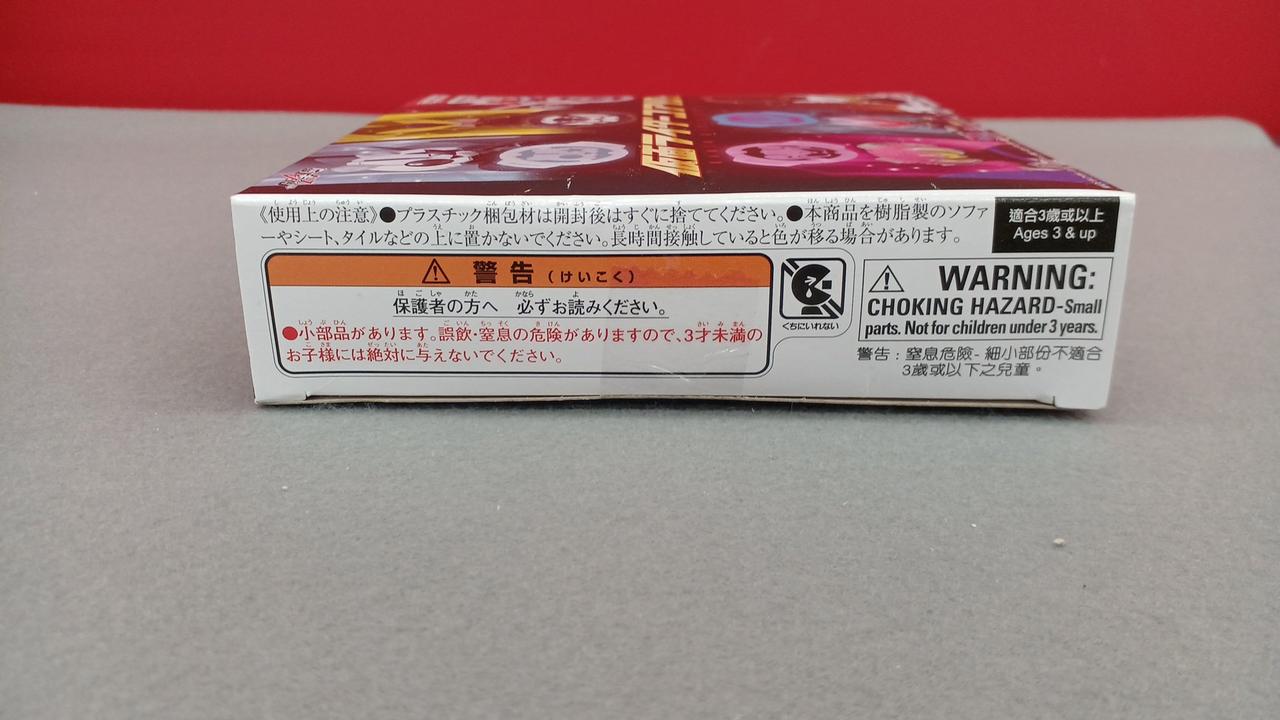 仮面ライダー
《使用上の注意》●プラスチック梱包材は開封後はすぐに捨ててください。●本商品を樹脂製のソファ
ーやシート、タイルなどの上に置かないでください。長時間接触していると色が移る場合があります。
適合3歲或以上
Ages 3 & up
警告(けいこく)
保護者の方へ 必ずお読みください。
●小部品があります。誤飲・窒息の危険がありますので、3才未満の
お子様には絶対に与えないでください。
くちにいれない
WARNING:
CHOKING HAZARD-Small
parts. Not for children under 3 years.
警告:窒息危險-細小部份不適合
3歲或以下之兒童。